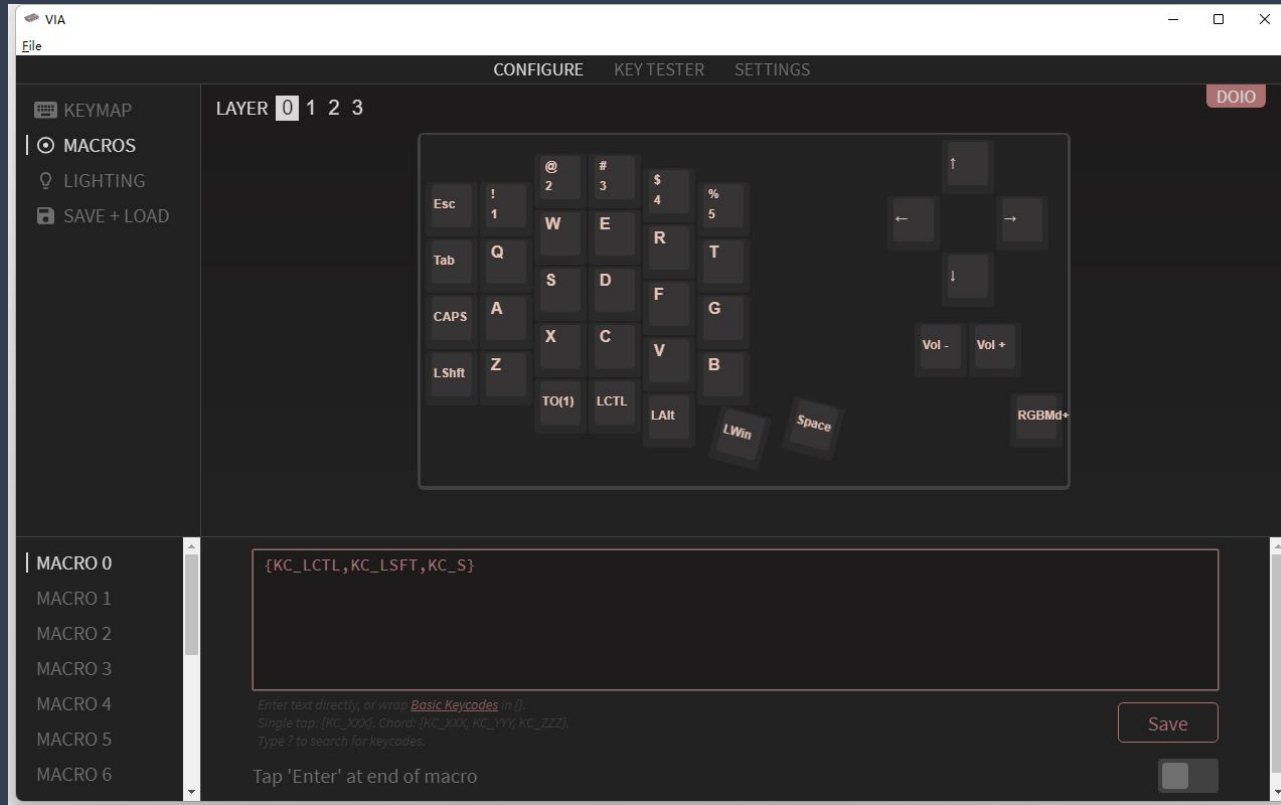 VIA
File
CONFIGURE KEY TESTER SETTINGS
KEYMAP
MACROS
LIGHTING
SAVE + LOAD
LAYER 0 1 2 3
DOIO
Esc
!
1
@
2
#
3
$
4
%
5
Tab
Q
W
E
R
T
CAPS
A
S
D
F
G
LShft
Z
X
C
V
B
TO(1)
LCTL
LAlt
LWin
Space
↑
←
→
↓
Vol -
Vol +
RGBMd+
MACRO 0
MACRO 1
MACRO 2
MACRO 3
MACRO 4
MACRO 5
MACRO 6
{KC_LCTL,KC_LSFT,KC_S}
Enter text directly, or wrap Basic Keycodes in {}.
Single tap: {KC_XXX}. Chord: {KC_XXX, KC_YYY, KC_ZZZ}.
Type ? to search for keycodes.
Save
Tap 'Enter' at end of macro